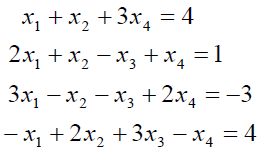 x₁ + x₂ + 3x₄ = 4
2x₁ + x₂ − x₃ + x₄ = 1
3x₁ − x₂ − x₃ + 2x₄ = −3
− x₁ + 2x₂ + 3x₃ − x₄ = 4